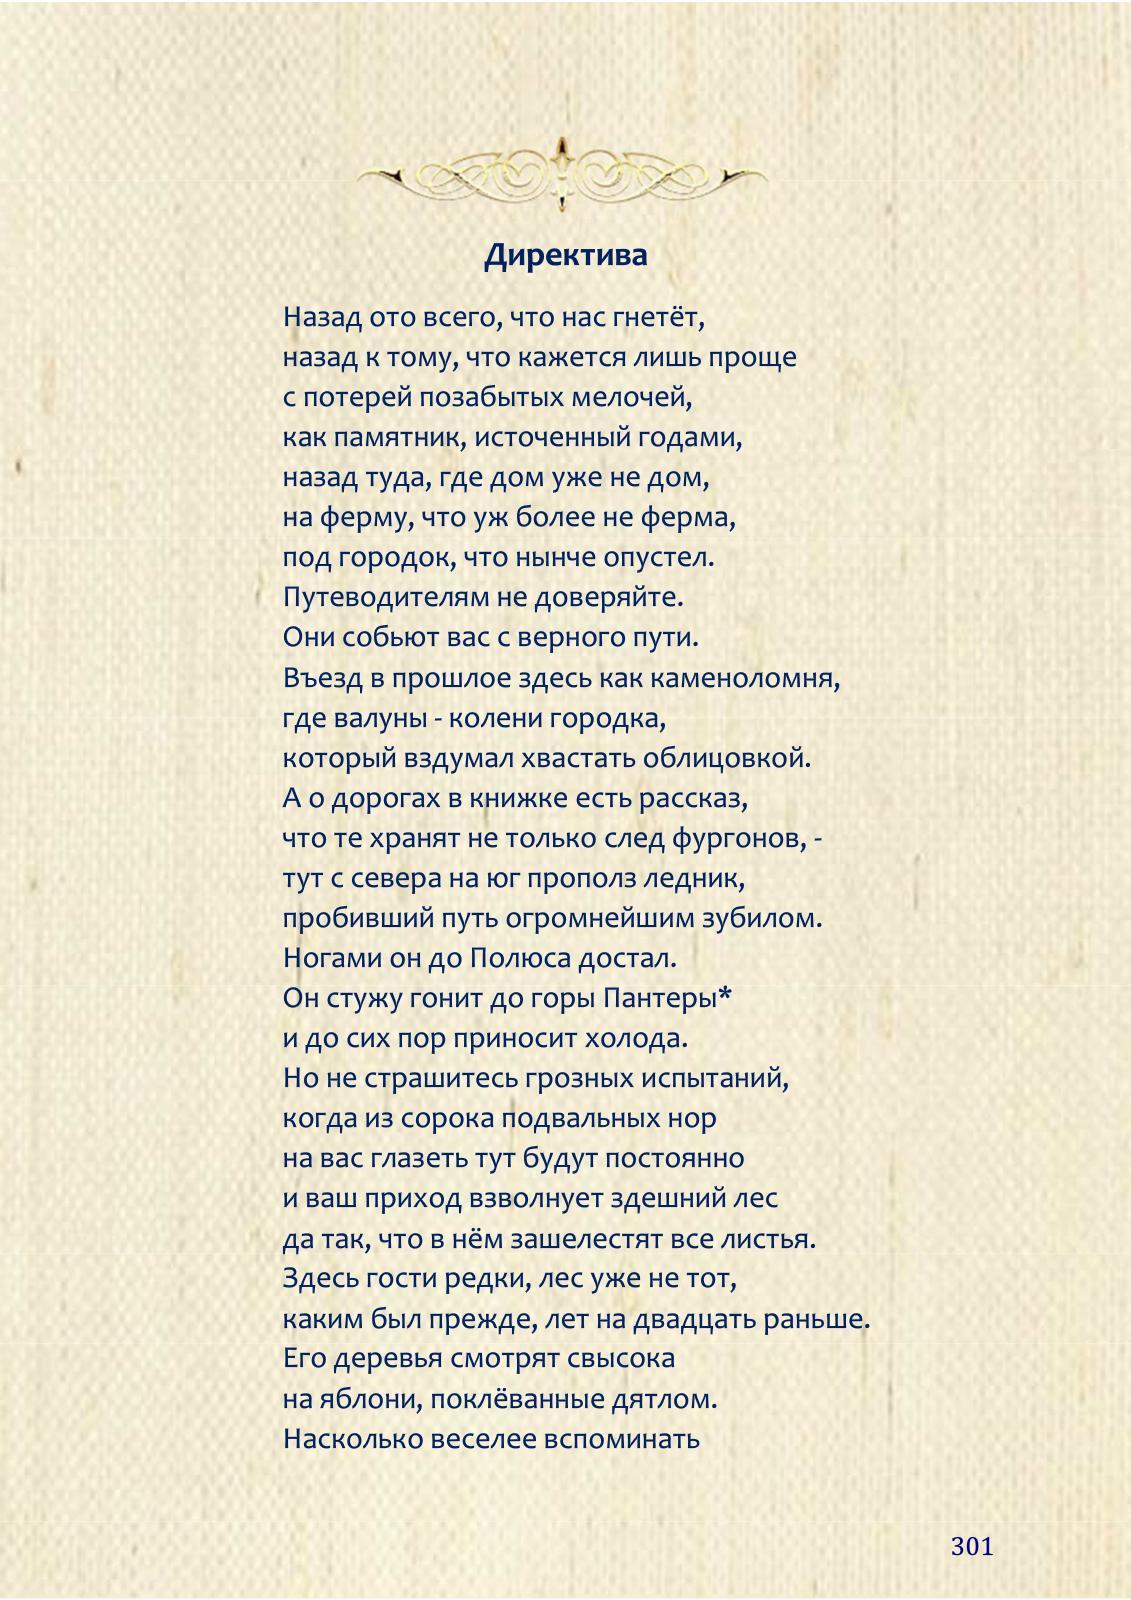 Директива
Назад ото всего, что нас гнетёт,
назад к тому, что кажется лишь проще
с потерей позабытых мелочей,
как памятник, источенный годами,
назад туда, где дом уже не дом,
на ферму, что уж более не ферма,
под городок, что нынче опустел.
Путеводителям не доверяйте.
Они собьют вас с верного пути.
Въезд в прошлое здесь как каменоломня,
где валуны - колени городка,
который вздумал хвастать облицовкой.
А о дорогах в книжке есть рассказ,
что те хранят не только след фургонов, -
тут с севера на юг прополз ледник,
пробивший путь огромнейшим зубилом.
Ногами он до Полюса достал.
Он стужу гонит до горы Пантеры*
и до сих пор приносит холода.
Но не страшитесь грозных испытаний,
когда из сорока подвальных нор
на вас глазеть тут будут постоянно
и ваш приход взволнует здешний лес
да так, что в нём зашелестят все листья.
Здесь гости редки, лес уже не тот,
каким был прежде, лет на двадцать раньше.
Его деревья смотрят свысока
на яблони, поклёванные дятлом.
Насколько веселее вспоминать
301